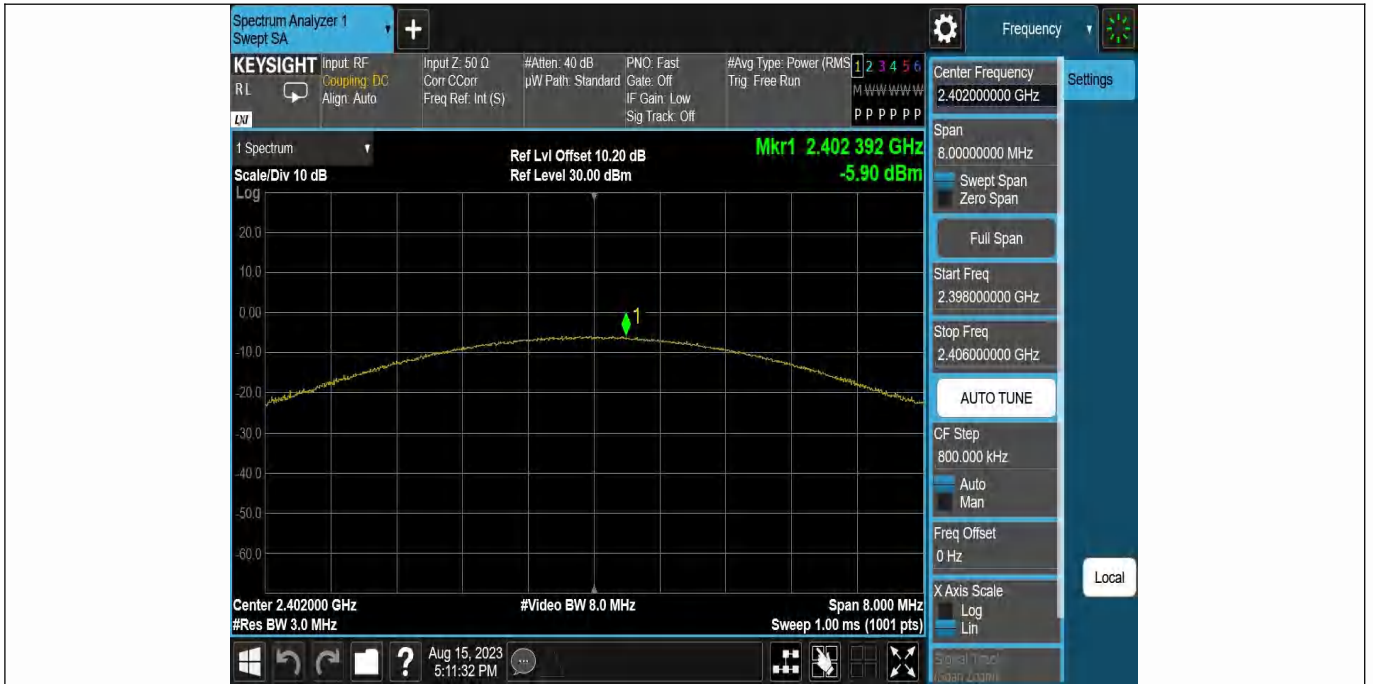 Spectrum Analyzer 1
Swept SA
+
Frequency
KEYSIGHT
RL
LXI
Input: RF
Coupling: DC
Align: Auto
Input Z: 50 Ω
Corr CCorr
Freq Ref: Int (S)
#Atten: 40 dB
µW Path: Standard
PNO: Fast
Gate: Off
IF Gain: Low
Sig Track: Off
#Avg Type: Power (RMS
Trig: Free Run
1 2 3 4 5 6
M W W W W W
P P P P P P
1 Spectrum
Scale/Div 10 dB
Log
Ref Lvl Offset 10.20 dB
Ref Level 30.00 dBm
Mkr1 2.402 392 GHz
-5.90 dBm
20.0
10.0
0.00
-10.0
-20.0
-30.0
-40.0
-50.0
-60.0
1
Center 2.402000 GHz
#Res BW 3.0 MHz
#Video BW 8.0 MHz
Span 8.000 MHz
Sweep 1.00 ms (1001 pts)
?
Aug 15, 2023
5:11:32 PM
Center Frequency
2.402000000 GHz
Settings
Span
8.00000000 MHz
Swept Span
Zero Span
Full Span
Start Freq
2.398000000 GHz
Stop Freq
2.406000000 GHz
AUTO TUNE
CF Step
800.000 kHz
Auto
Man
Freq Offset
0 Hz
X Axis Scale
Log
Lin
Signal Track
(Span Zoom)
Local